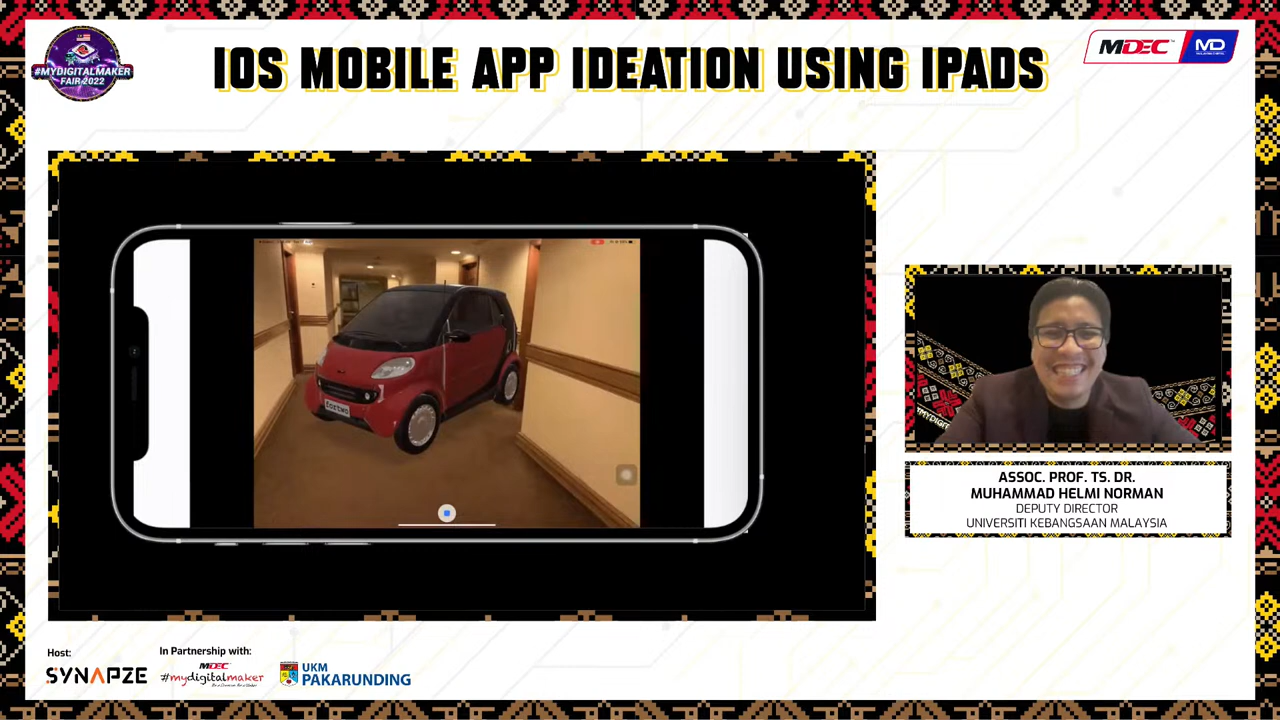 #MYDIGITALMAKER
FAIR 2022
IOS MOBILE APP IDEATION USING IPADS
MDEC
MD
ASSOC. PROF. TS. DR.
MUHAMMAD HELMI NORMAN
DEPUTY DIRECTOR
UNIVERSITI KEBANGSAAN MALAYSIA
Host:
SYNAPZE
In Partnership with:
MDEC
#mydigitalmaker
UKM
PAKARUNDING